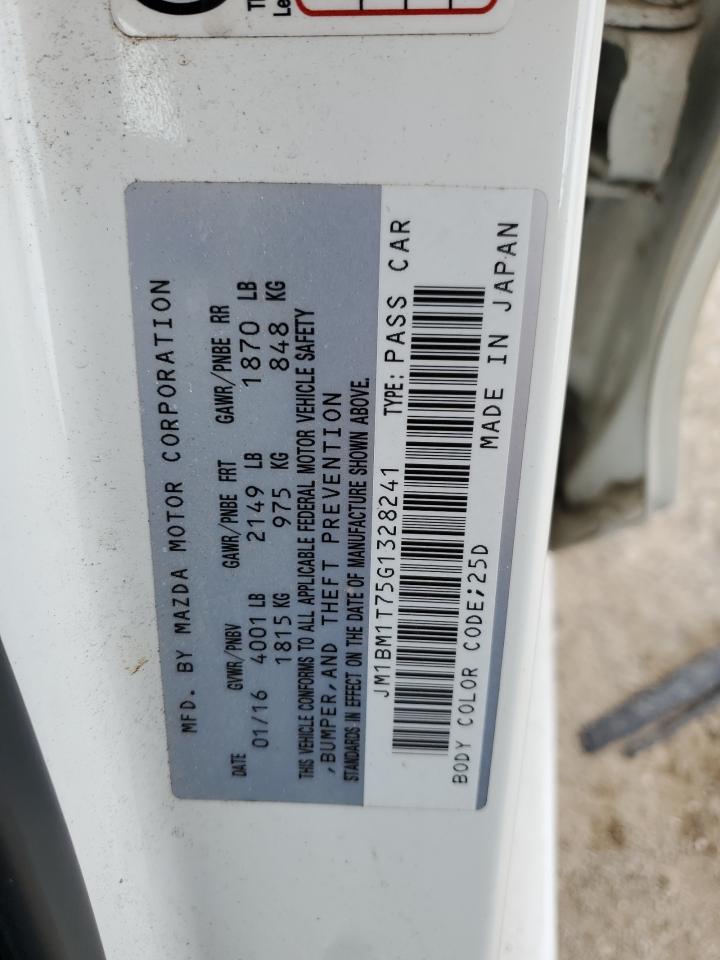 MFD. BY MAZDA MOTOR CORPORATION
DATE GVWR/PNBV GAWR/PNBE FRT GAWR/PNBE RR
01/16 4001 LB 2149 LB 1870 LB
1815 KG 975 KG 848 KG
THIS VEHICLE CONFORMS TO ALL APPLICABLE FEDERAL MOTOR VEHICLE SAFETY
,BUMPER, AND THEFT PREVENTION
STANDARDS IN EFFECT ON THE DATE OF MANUFACTURE SHOWN ABOVE.
JM1BM1T75G1328241 TYPE: PASS CAR
BODY COLOR CODE;25D MADE IN JAPAN